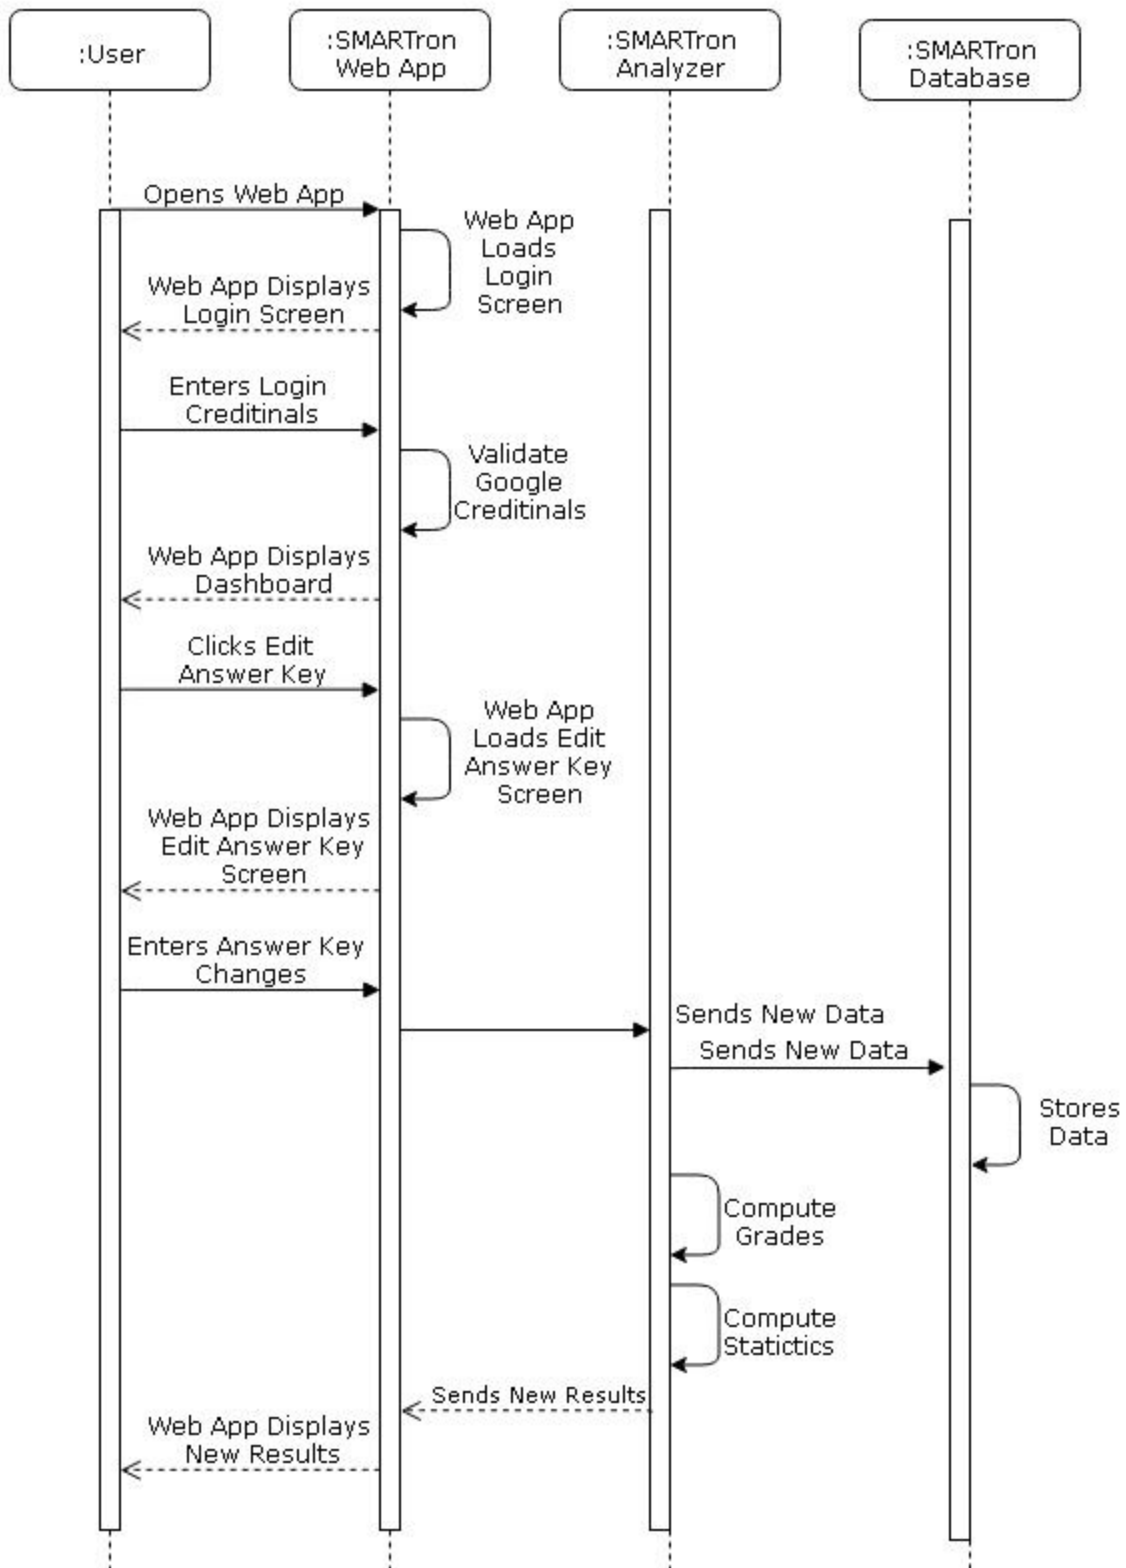 :User
:SMARTron
Web App
:SMARTron
Analyzer
:SMARTron
Database
Opens Web App
Web App
Loads
Login
Screen
Web App Displays
Login Screen
Enters Login
Creditinals
Validate
Google
Creditinals
Web App Displays
Dashboard
Clicks Edit
Answer Key
Web App
Loads Edit
Answer Key
Screen
Web App Displays
Edit Answer Key
Screen
Enters Answer Key
Changes
Sends New Data
Sends New Data
Stores
Data
Compute
Grades
Compute
Statictics
Sends New Results
Web App Displays
New Results